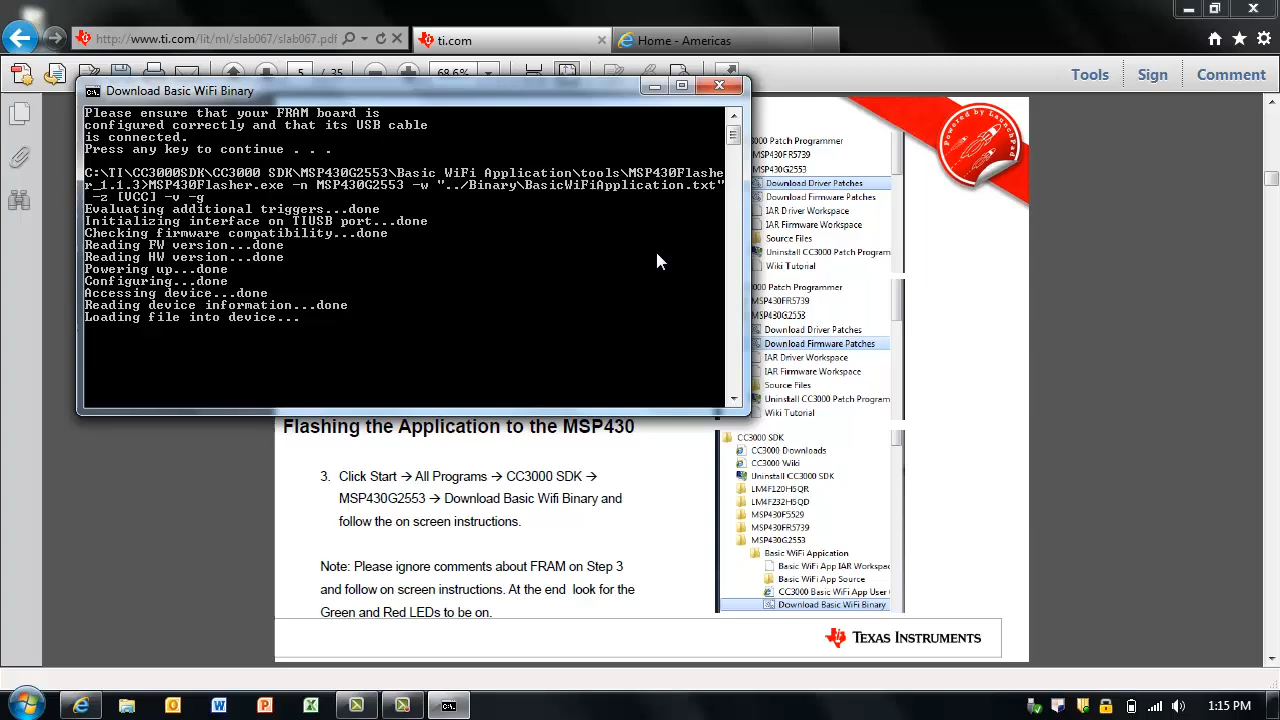 http://www.ti.com/lit/ml/slab067/slab067.pdf
ti.com
Home - Americas
5 / 35
68.6%
Tools
Sign
Comment
Download Basic WiFi Binary
Please ensure that your FRAM board is
configured correctly and that its USB cable
is connected.
Press any key to continue . . .
C:\TI\CC3000SDK\CC3000SDK\MSP430G2553\Basic WiFi Application\tools\MSP430Flashe
r_1.1.3>MSP430Flasher.exe -n MSP430G2553 -w "../Binary\BasicWiFiApplication.txt"
-z [VCC] -v -g
Evaluating additional triggers...done
Initializing interface on TIUSB port...done
Checking firmware compatibility...done
Reading FW version...done
Reading HW version...done
Powering up...done
Configuring...done
Accessing device...done
Reading device information...done
Loading file into device...
Powered by LaunchPad
3000 Patch Programmer
MSP430FR5739
MSP430G2553
Download Driver Patches
Download Firmware Patches
IAR Driver Workspace
IAR Firmware Workspace
Source Files
Uninstall CC3000 Patch Program
Wiki Tutorial
3000 Patch Programmer
MSP430FR5739
MSP430G2553
Download Driver Patches
Download Firmware Patches
IAR Driver Workspace
IAR Firmware Workspace
Source Files
Uninstall CC3000 Patch Program
Wiki Tutorial
Flashing the Application to the MSP430
3. Click Start → All Programs → CC3000 SDK →
MSP430G2553 → Download Basic Wifi Binary and
follow the on screen instructions.
Note: Please ignore comments about FRAM on Step 3
and follow on screen instructions. At the end look for the
Green and Red LEDs to be on.
CC3000 SDK
CC3000 Downloads
CC3000 Wiki
Uninstall CC3000 SDK
LM4F120H5QR
LM4F232H5QD
MSP430F5529
MSP430FR5739
MSP430G2553
Basic WiFi Appication
Basic WiFi App IAR Workspac
Basic WiFi App Source
CC3000 Basic WiFi App User
Download Basic WiFi Binary
TEXAS INSTRUMENTS
1:15 PM